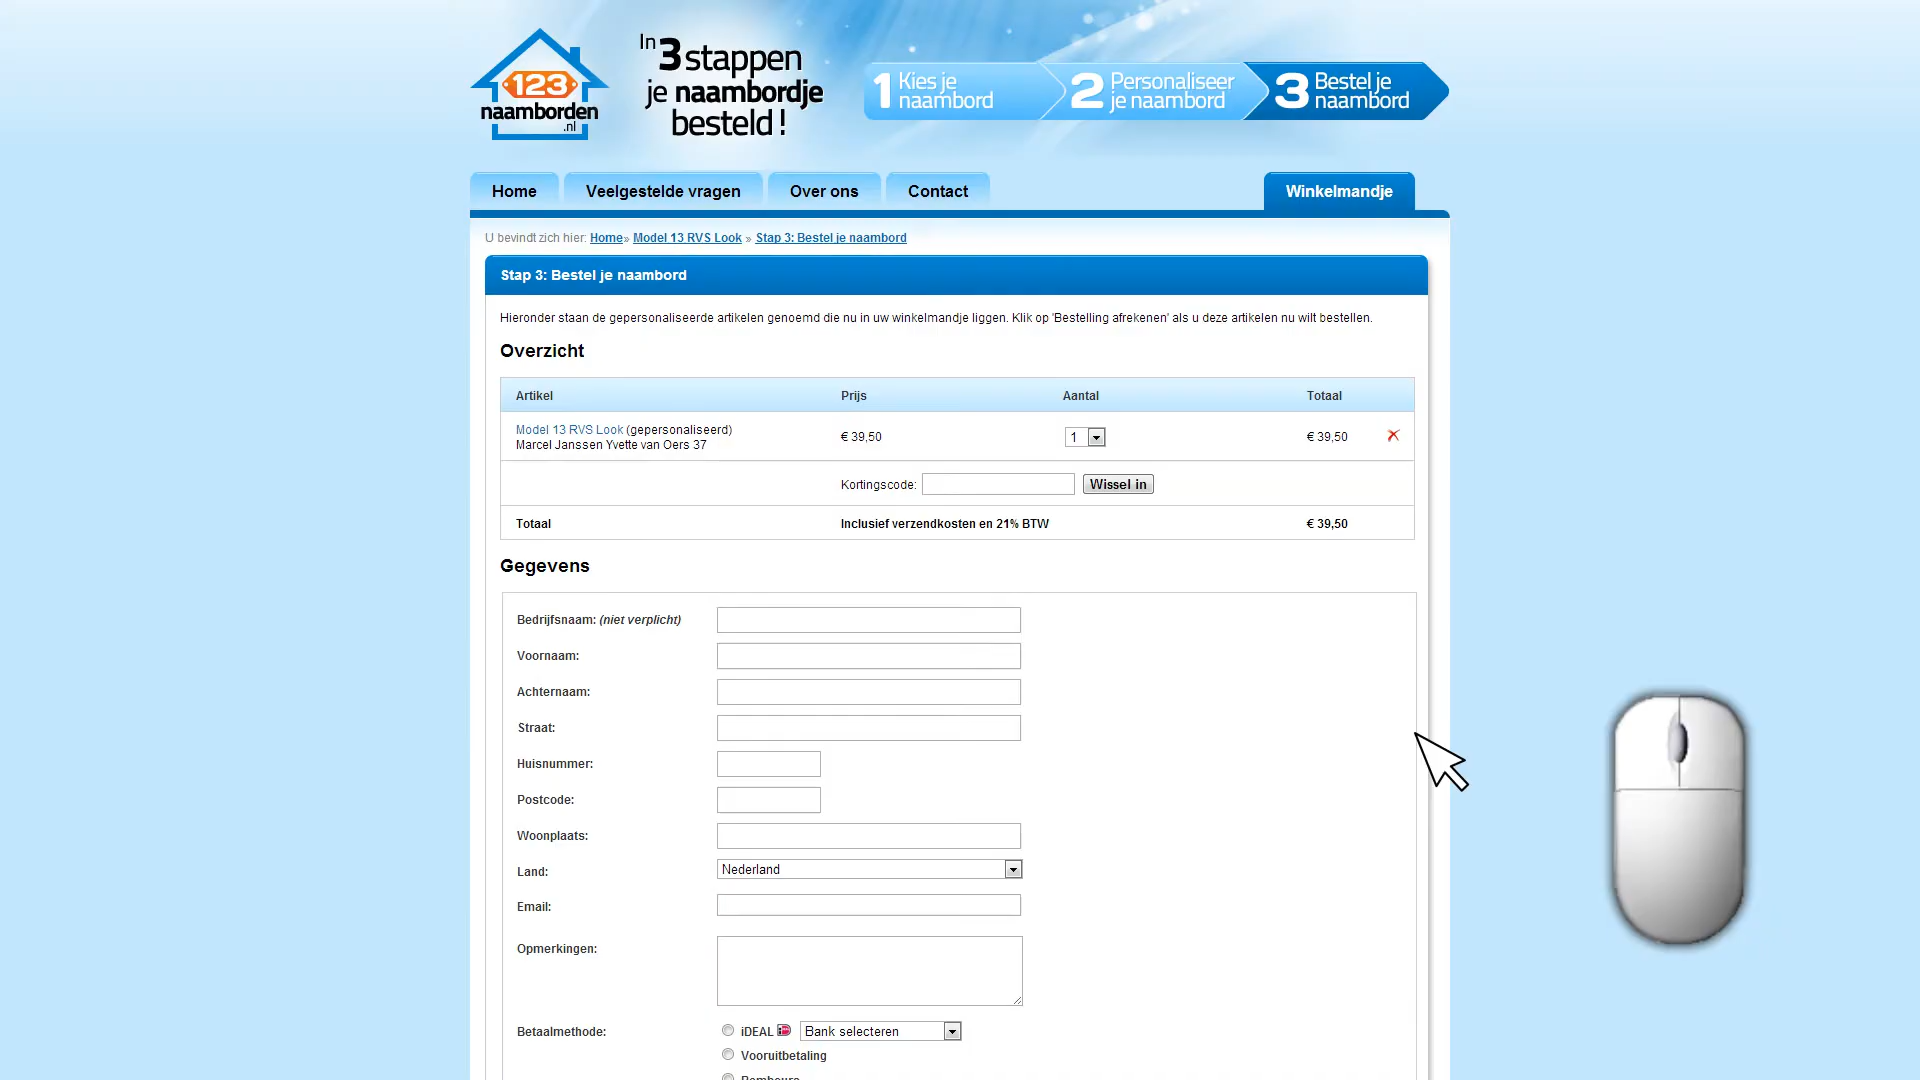 123
naamborden
.nl
In 3 stappen
je naambordje
besteld !
1 Kies je
naambord
2 Personaliseer
je naambord
3 Bestel je
naambord
Home
Veelgestelde vragen
Over ons
Contact
Winkelmandje
U bevindt zich hier: Home» Model 13 RVS Look » Stap 3: Bestel je naambord
Stap 3: Bestel je naambord
Hieronder staan de gepersonaliseerde artikelen genoemd die nu in uw winkelmandje liggen. Klik op 'Bestelling afrekenen' als u deze artikelen nu wilt bestellen.
Overzicht
Artikel Prijs Aantal Totaal
Model 13 RVS Look (gepersonaliseerd)
Marcel Janssen Yvette van Oers 37
€ 39,50 1 € 39,50
Kortingscode: Wissel in
Totaal Inclusief verzendkosten en 21% BTW € 39,50
Gegevens
Bedrijfsnaam: (niet verplicht)
Voornaam:
Achternaam:
Straat:
Huisnummer:
Postcode:
Woonplaats:
Land: Nederland
Email:
Opmerkingen:
Betaalmethode: iDEAL Bank selecteren
Vooruitbetaling
Rembours